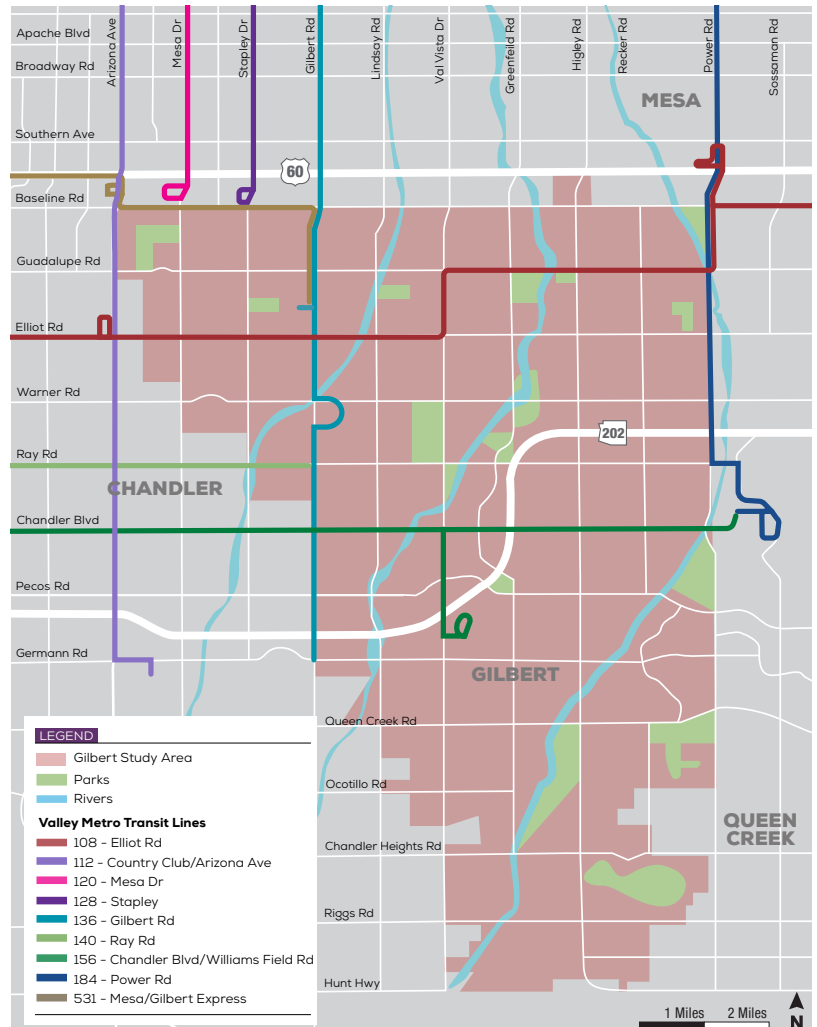 Apache Blvd
Broadway Rd
Southern Ave
Baseline Rd
Guadalupe Rd
Elliot Rd
Warner Rd
Ray Rd
Chandler Blvd
Pecos Rd
Germann Rd
Arizona Ave
Mesa Dr
Stapley Dr
Gilbert Rd
Lindsay Rd
Val Vista Dr
Greenfeild Rd
Higley Rd
Recker Rd
Power Rd
Sossaman Rd
MESA
60
202
CHANDLER
GILBERT
Queen Creek Rd
Ocotillo Rd
Chandler Heights Rd
Riggs Rd
Hunt Hwy
QUEEN
CREEK
LEGEND
Gilbert Study Area
Parks
Rivers
Valley Metro Transit Lines
108 - Elliot Rd
112 - Country Club/Arizona Ave
120 - Mesa Dr
128 - Stapley
136 - Gilbert Rd
140 - Ray Rd
156 - Chandler Blvd/Williams Field Rd
184 - Power Rd
531 - Mesa/Gilbert Express
1 Miles 2 Miles
N